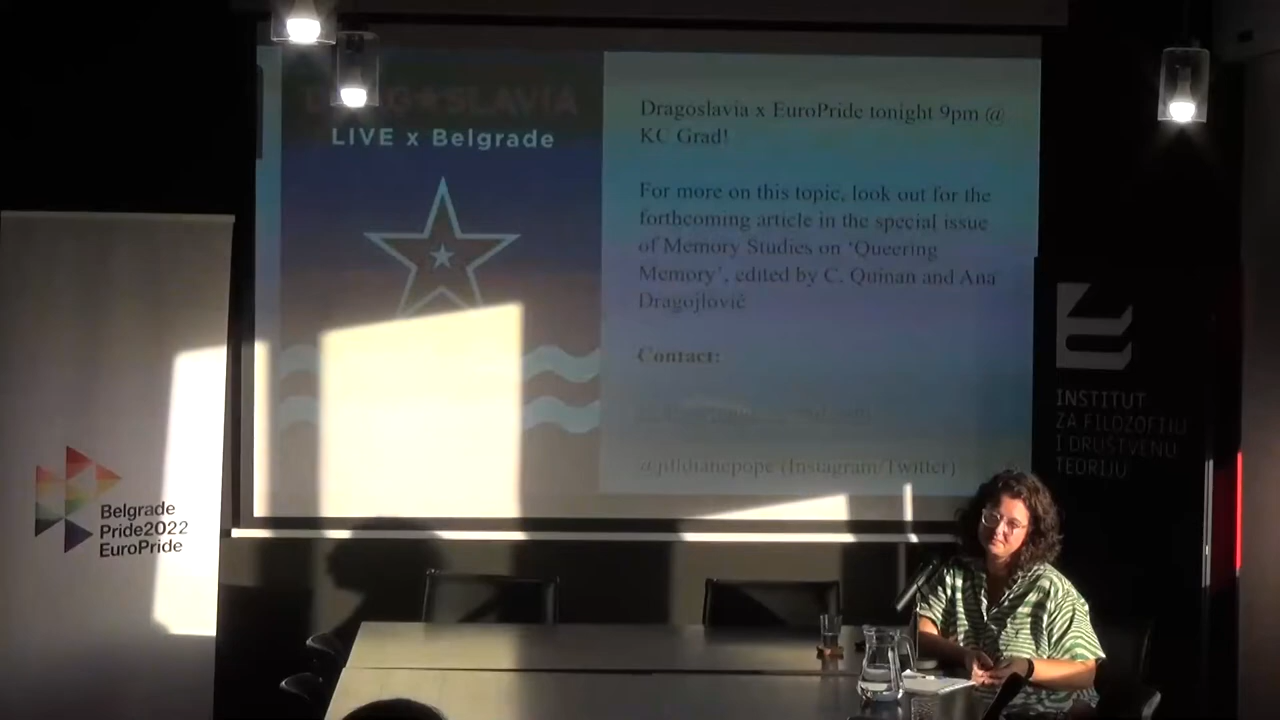 LIVE x Belgrade
Dragoslavia x EuroPride tonight 9pm @
KC Grad!
For more on this topic, look out for the
forthcoming article in the special issue
of Memory Studies on ‘Queering
Memory’, edited by C. Quinan and Ana
Dragojlović
Contact:
(Instagram/Twitter)
INSTITUT
ZA FILOZOFIJU
I DRUŠTVENU
TEORIJU
Belgrade
Pride2022
EuroPride